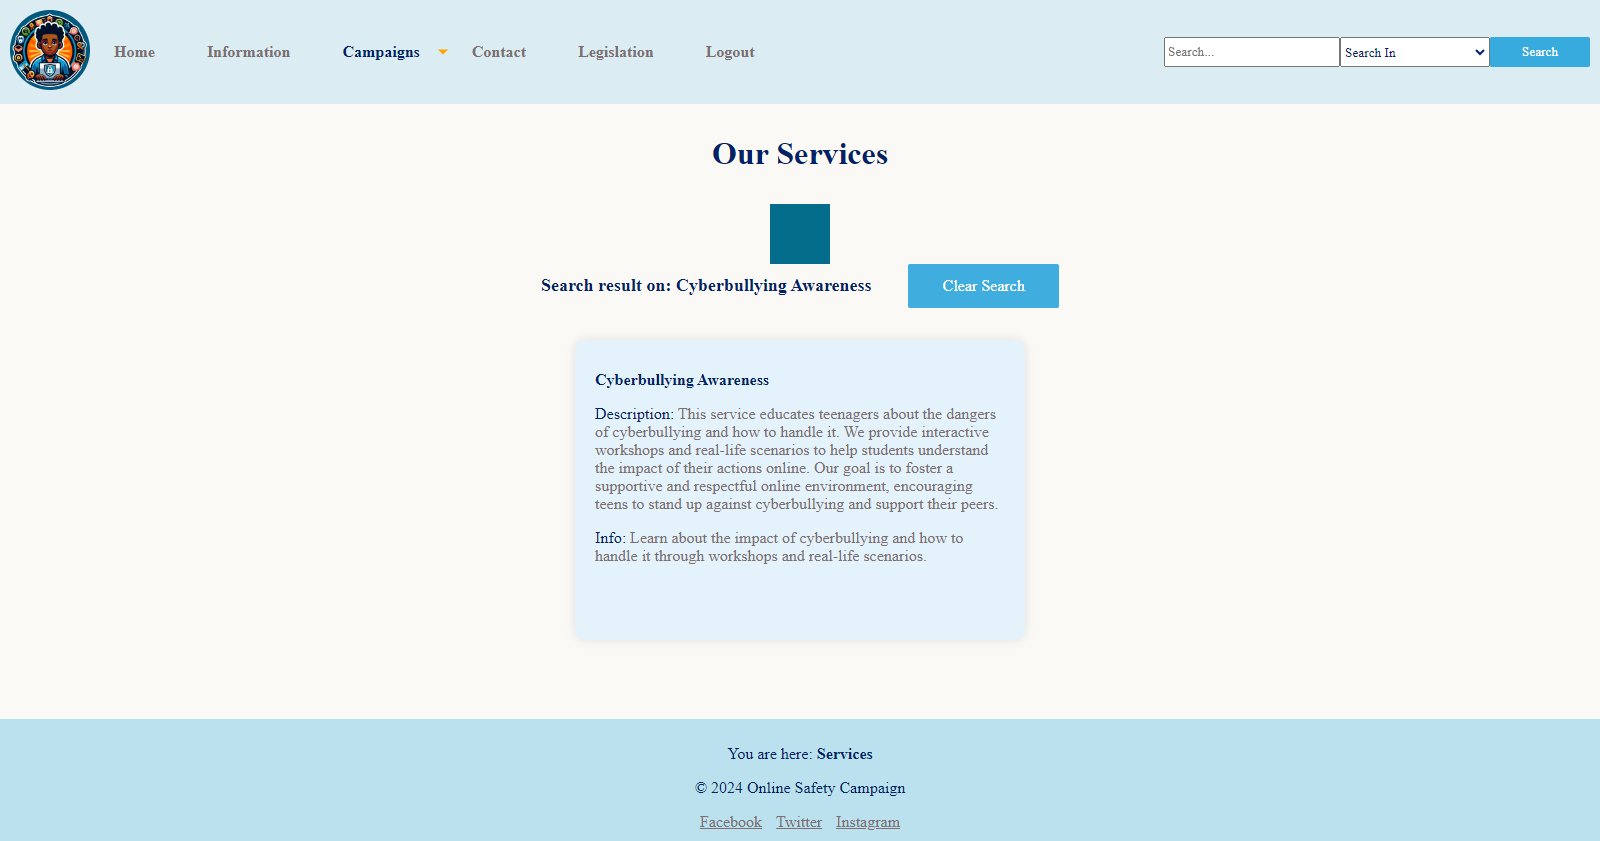 Home Information Campaigns Contact Legislation Logout Search... Search In Search
Our Services
Search result on: Cyberbullying Awareness Clear Search
Cyberbullying Awareness
Description: This service educates teenagers about the dangers
of cyberbullying and how to handle it. We provide interactive
workshops and real-life scenarios to help students understand
the impact of their actions online. Our goal is to foster a
supportive and respectful online environment, encouraging
teens to stand up against cyberbullying and support their peers.
Info: Learn about the impact of cyberbullying and how to
handle it through workshops and real-life scenarios.
You are here: Services
© 2024 Online Safety Campaign
Facebook Twitter Instagram